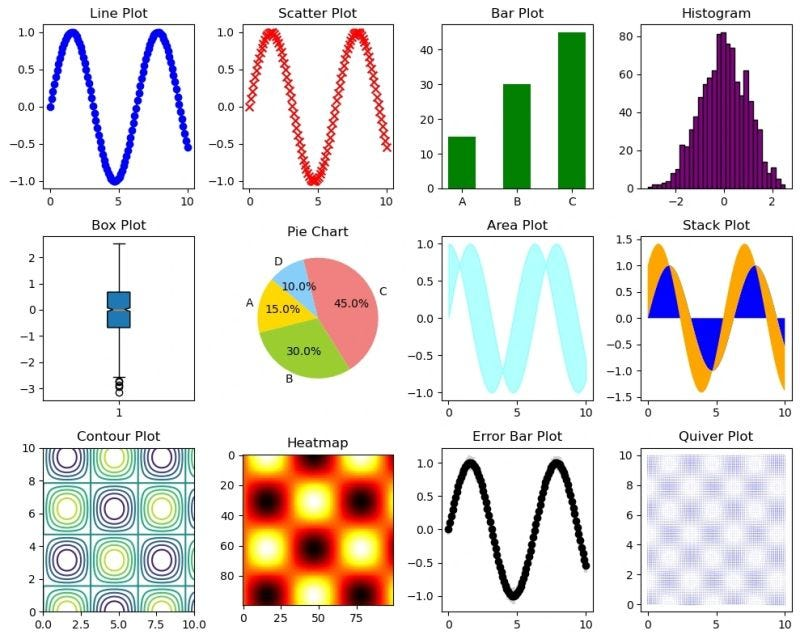 Line Plot
1.0
0.5
0.0
−0.5
−1.0
0 5 10
Scatter Plot
1.0
0.5
0.0
−0.5
−1.0
0 5 10
Bar Plot
40
30
20
10
0
A B C
Histogram
80
60
40
20
0
−2 0 2
Box Plot
2
1
0
−1
−2
−3
1
Pie Chart
D
C
10.0%
45.0%
A
15.0%
30.0%
B
Area Plot
1.0
0.5
0.0
−0.5
−1.0
0 5 10
Stack Plot
1.5
1.0
0.5
0.0
−0.5
−1.0
−1.5
0 5 10
Contour Plot
10
8
6
4
2
0
0.0 2.5 5.0 7.5 10.0
Heatmap
0
20
40
60
80
0 25 50 75
Error Bar Plot
1.0
0.5
0.0
−0.5
−1.0
0 5 10
Quiver Plot
10
8
6
4
2
0
0 5 10